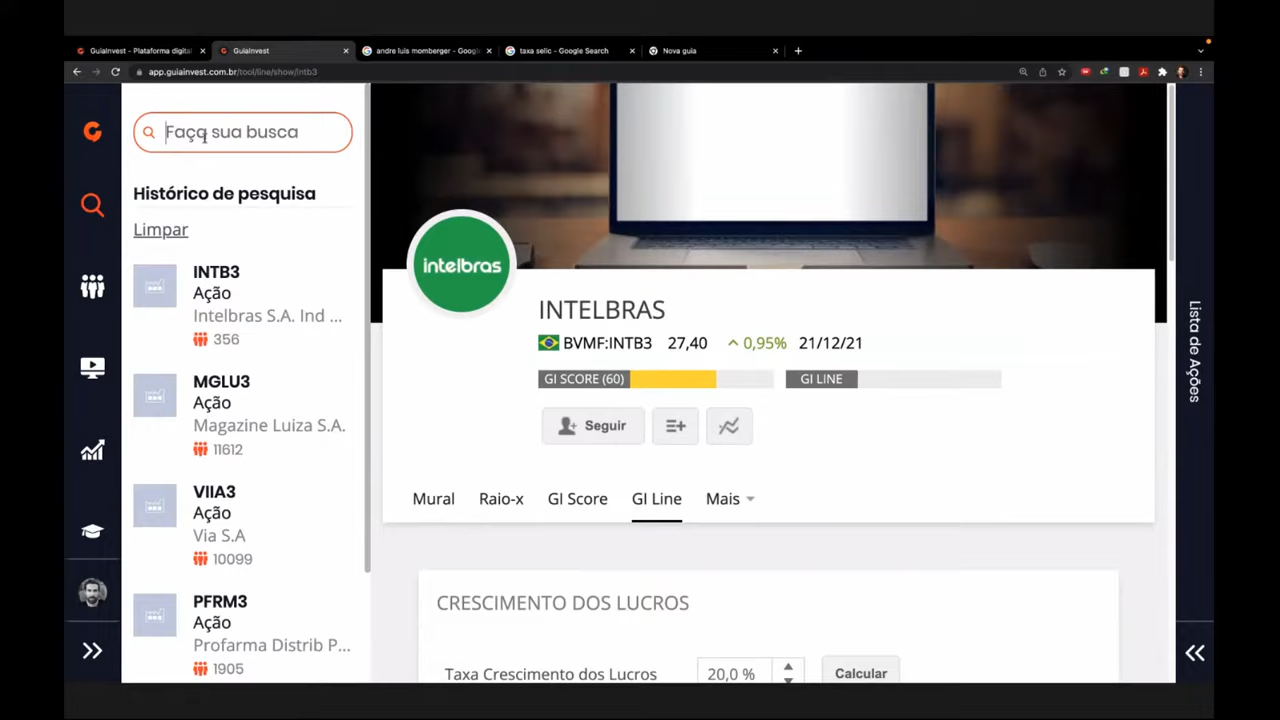 GuiaInvest - Plataforma digital
GuiaInvest
andre luis momberger - Goog
taxa selic - Google Search
Nova guia
app.guiainvest.com.br/tool/line/show/intb3
Faça sua busca
Histórico de pesquisa
Limpar
INTB3
Ação
Intelbras S.A. Ind ...
356
MGLU3
Ação
Magazine Luiza S.A.
11612
VIIA3
Ação
Via S.A
10099
PFRM3
Ação
Profarma Distrib P...
1905
intelbras
INTELBRAS
BVMF:INTB3 27,40 0,95% 21/12/21
GI SCORE (60) GI LINE
Seguir
Mural Raio-x GI Score GI Line Mais
CRESCIMENTO DOS LUCROS
Taxa Crescimento dos Lucros 20,0 % Calcular
Lista de Ações